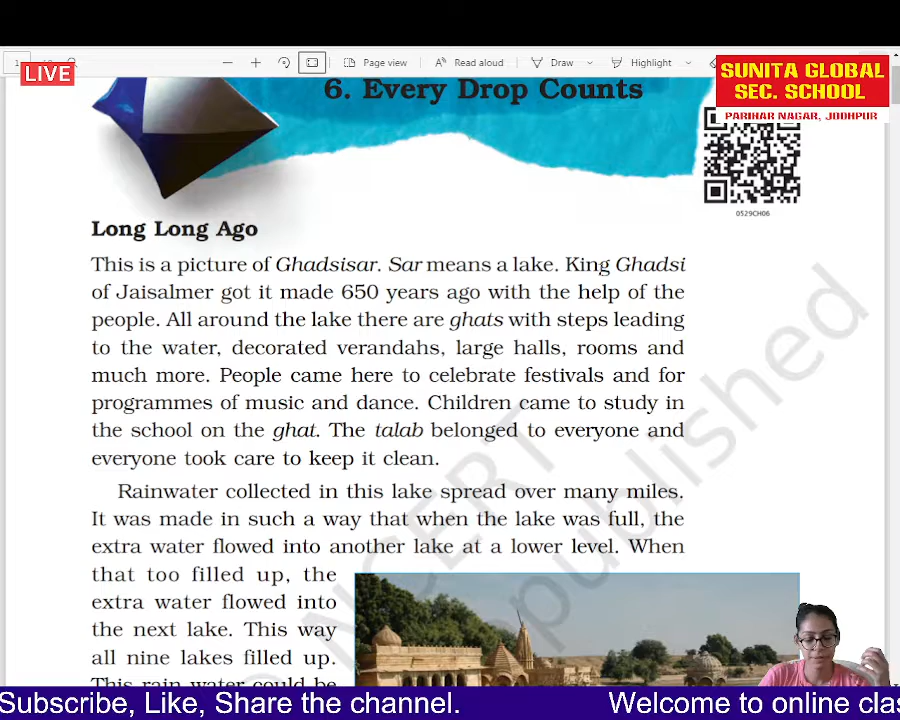 Page view
Read aloud
Draw
Highlight
LIVE
SUNITA GLOBAL
SEC. SCHOOL
PARIHAR NAGAR, JODHPUR
6. Every Drop Counts
0529CH06
Long Long Ago
This is a picture of Ghadsisar. Sar means a lake. King Ghadsi
of Jaisalmer got it made 650 years ago with the help of the
people. All around the lake there are ghats with steps leading
to the water, decorated verandahs, large halls, rooms and
much more. People came here to celebrate festivals and for
programmes of music and dance. Children came to study in
the school on the ghat. The talab belonged to everyone and
everyone took care to keep it clean.
Rainwater collected in this lake spread over many miles.
It was made in such a way that when the lake was full, the
extra water flowed into another lake at a lower level. When
that too filled up, the
extra water flowed into
the next lake. This way
all nine lakes filled up.
This rain water could be
NCERT
republished
Subscribe, Like, Share the channel.
Welcome to online clas